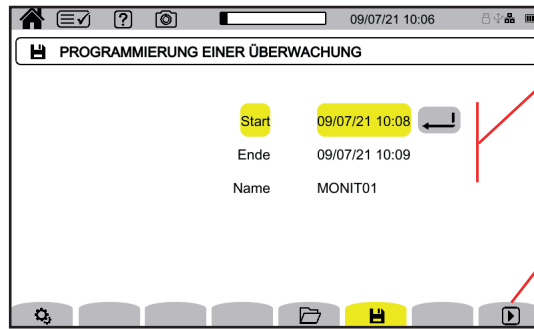 09/07/21 10:06
PROGRAMMIERUNG EINER ÜBERWACHUNG
Start 09/07/21 10:08
Ende 09/07/21 10:09
Name MONIT01